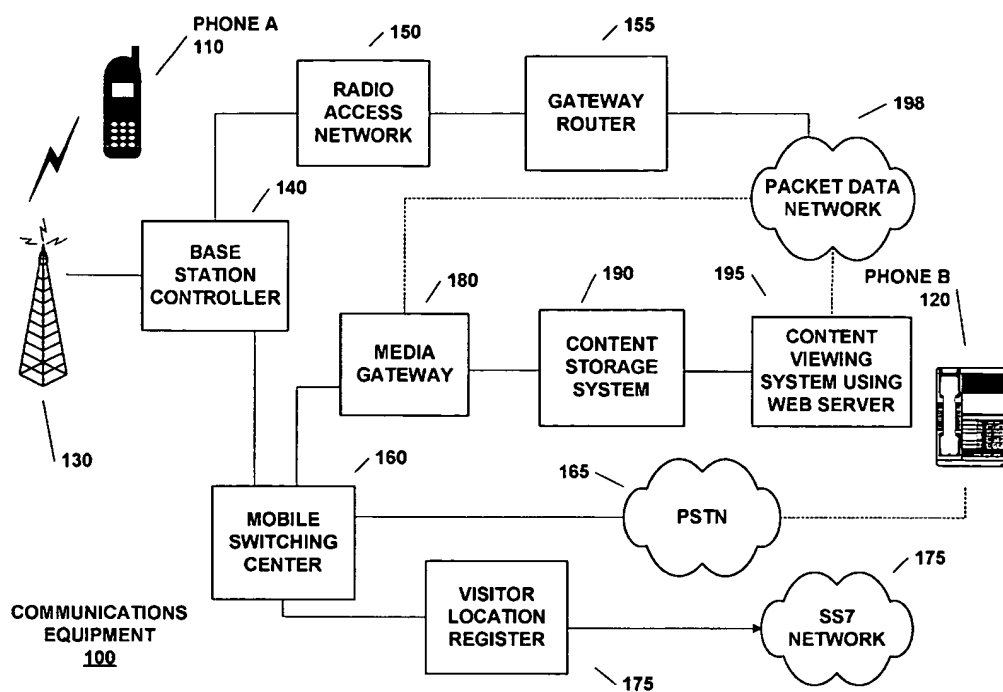 PHONE A
110
150
155
RADIO
ACCESS
NETWORK
GATEWAY
ROUTER
198
PACKET DATA
NETWORK
140
BASE
STATION
CONTROLLER
180
190
195
PHONE B
120
MEDIA
GATEWAY
CONTENT
STORAGE
SYSTEM
CONTENT
VIEWING
SYSTEM USING
WEB SERVER
130
160
165
MOBILE
SWITCHING
CENTER
PSTN
175
VISITOR
LOCATION
REGISTER
SS7
NETWORK
COMMUNICATIONS
EQUIPMENT
100
175